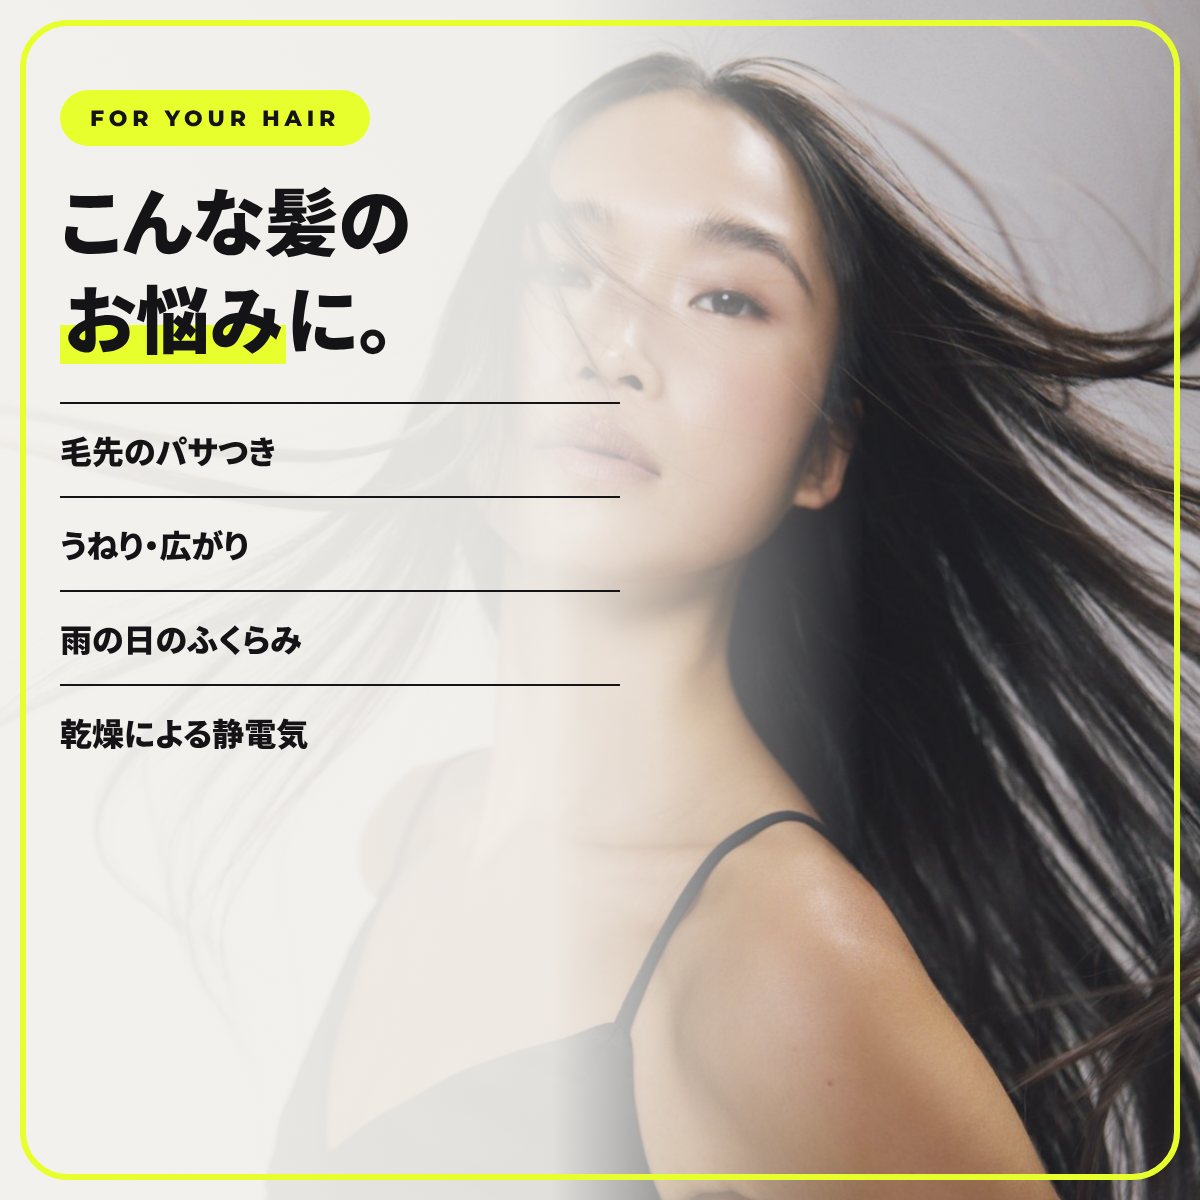 FOR YOUR HAIR
こんな髪の
お悩みに。
毛先のパサつき
うねり・広がり
雨の日のふくらみ
乾燥による静電気